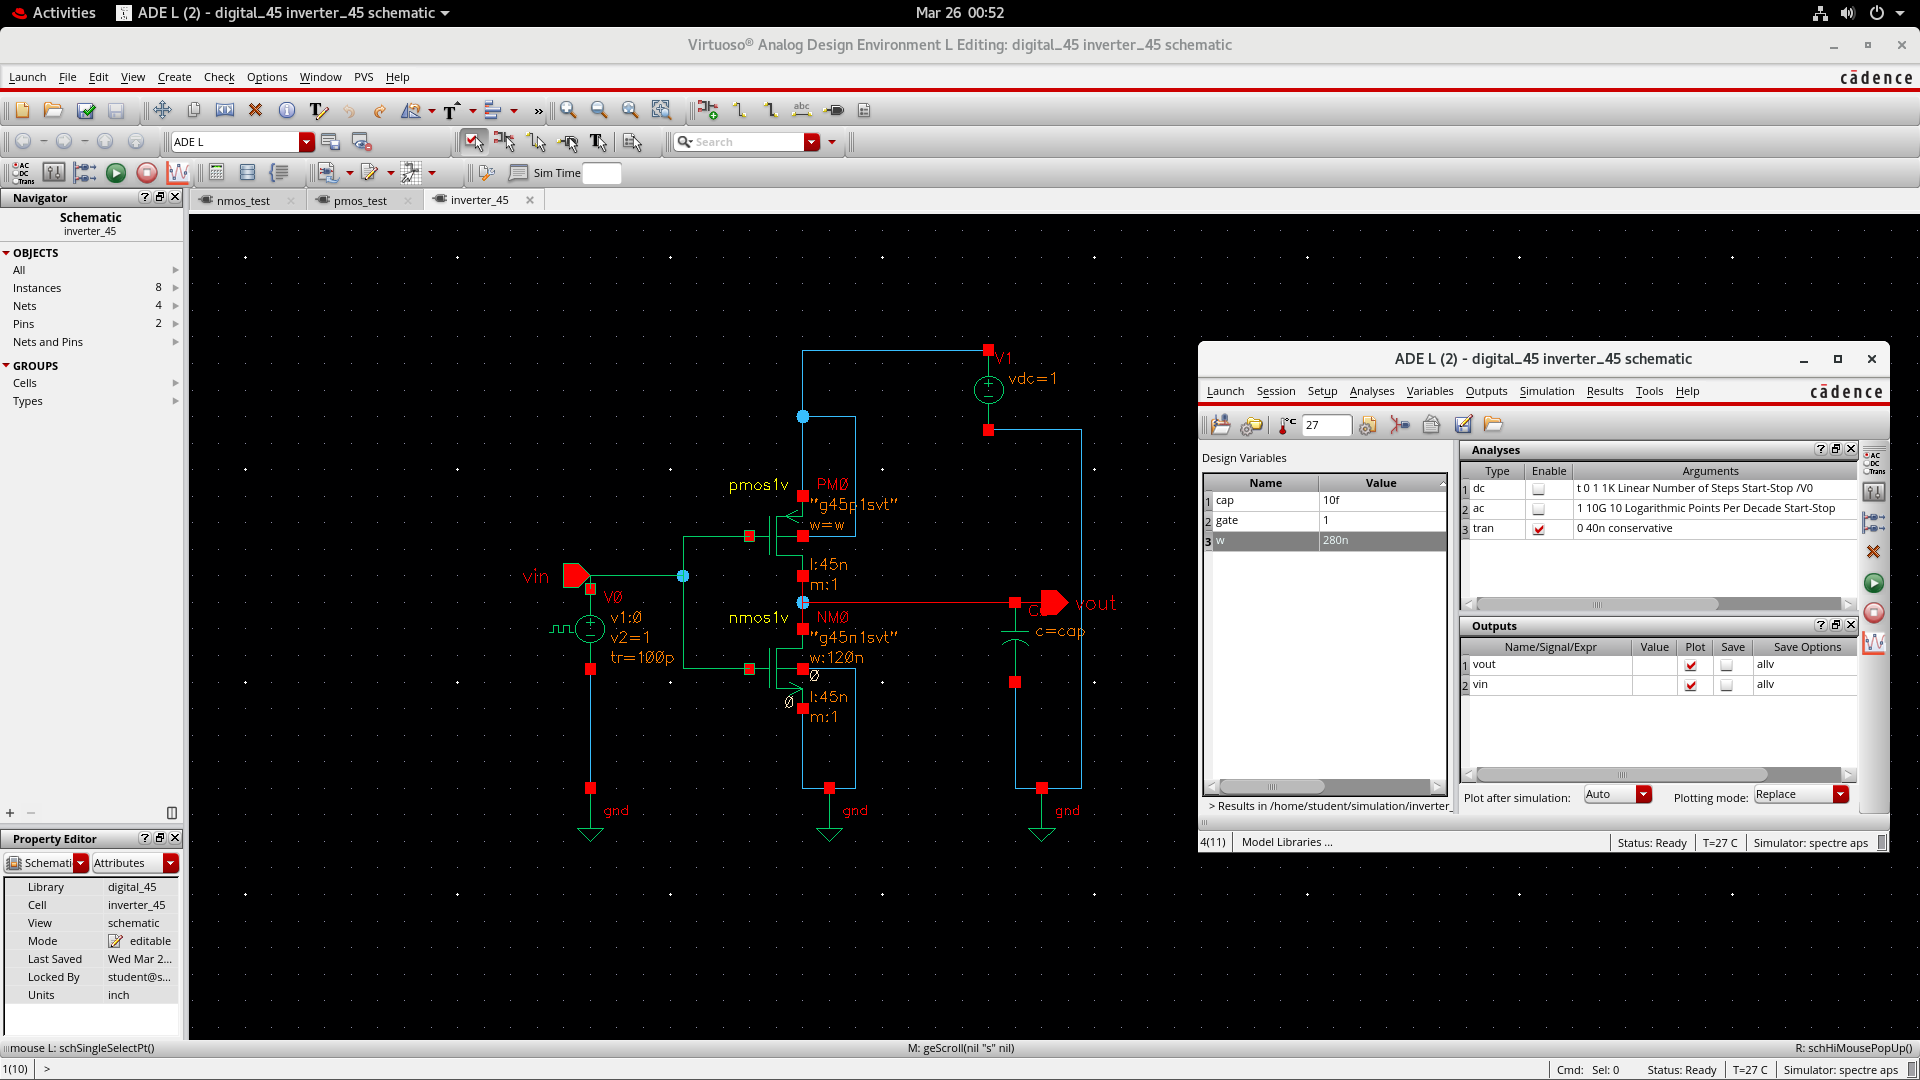 Activities
ADE L (2) - digital_45 inverter_45 schematic
Mar 26 00:52
Virtuoso® Analog Design Environment L Editing: digital_45 inverter_45 schematic
Launch File Edit View Create Check Options Window PVS Help
cādence
»
abc
ADE L
Search
AC
DC
Trans
Sim Time
Navigator
nmos_test
pmos_test
inverter_45
Schematic
inverter_45
OBJECTS
All
Instances 8
Nets 4
Pins 2
Nets and Pins
GROUPS
Cells
Types
V1
vdc=1
pmos1v
PM0
"g45p1svt"
w=w
l:45n
m:1
vin
V0
v1:0
v2=1
tr=100p
nmos1v
NM0
"g45n1svt"
w:120n
0
l:45n
0
m:1
vout
c=cap
gnd
gnd
gnd
ADE L (2) - digital_45 inverter_45 schematic
Launch Session Setup Analyses Variables Outputs Simulation Results Tools Help
cādence
°C
27
Design Variables
Name Value
1 cap 10f
2 gate 1
3 w 280n
> Results in /home/student/simulation/inverter_
Analyses
Type Enable Arguments
1 dc t 0 1 1K Linear Number of Steps Start-Stop /V0
2 ac 1 10G 10 Logarithmic Points Per Decade Start-Stop
3 tran 0 40n conservative
AC
DC
Trans
Outputs
Name/Signal/Expr Value Plot Save Save Options
1 vout allv
2 vin allv
Plot after simulation: Auto
Plotting mode: Replace
4(11) Model Libraries ...
Status: Ready T=27 C Simulator: spectre aps
Property Editor
Schemati
Attributes
Library digital_45
Cell inverter_45
View schematic
Mode editable
Last Saved Wed Mar 2...
Locked By student@s...
Units inch
mouse L: schSingleSelectPt()
M: geScroll(nil "s" nil)
R: schHiMousePopUp()
1(10) >
Cmd: Sel: 0 Status: Ready T=27 C Simulator: spectre aps